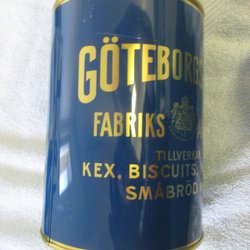 GÖTEBORGS
FABRIKS
TILLVERKA
KEX, BISCUITS,
SMÅBRÖD